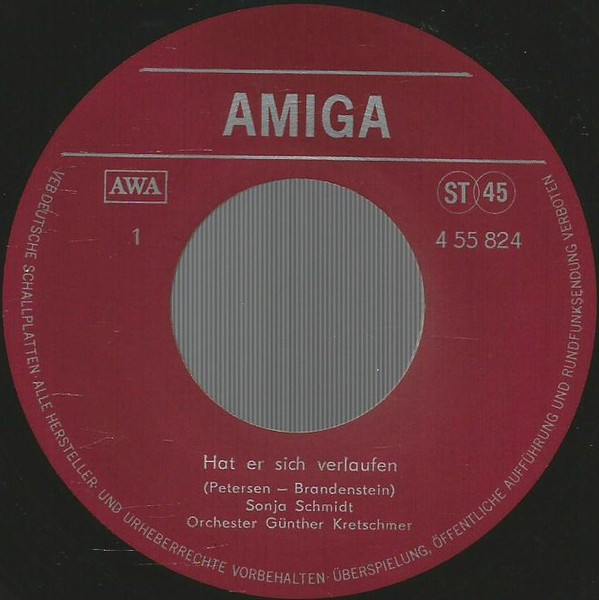 AMIGA
AWA
ST 45
1
4 55 824
Hat er sich verlaufen
(Petersen – Brandenstein)
Sonja Schmidt
Orchester Günther Kretschmer
VEB DEUTSCHE SCHALLPLATTEN · ALLE HERSTELLER- UND URHEBERRECHTE VORBEHALTEN · ÜBERSPIELUNG, ÖFFENTLICHE AUFFÜHRUNG UND RUNDFUNKSENDUNG VERBOTEN